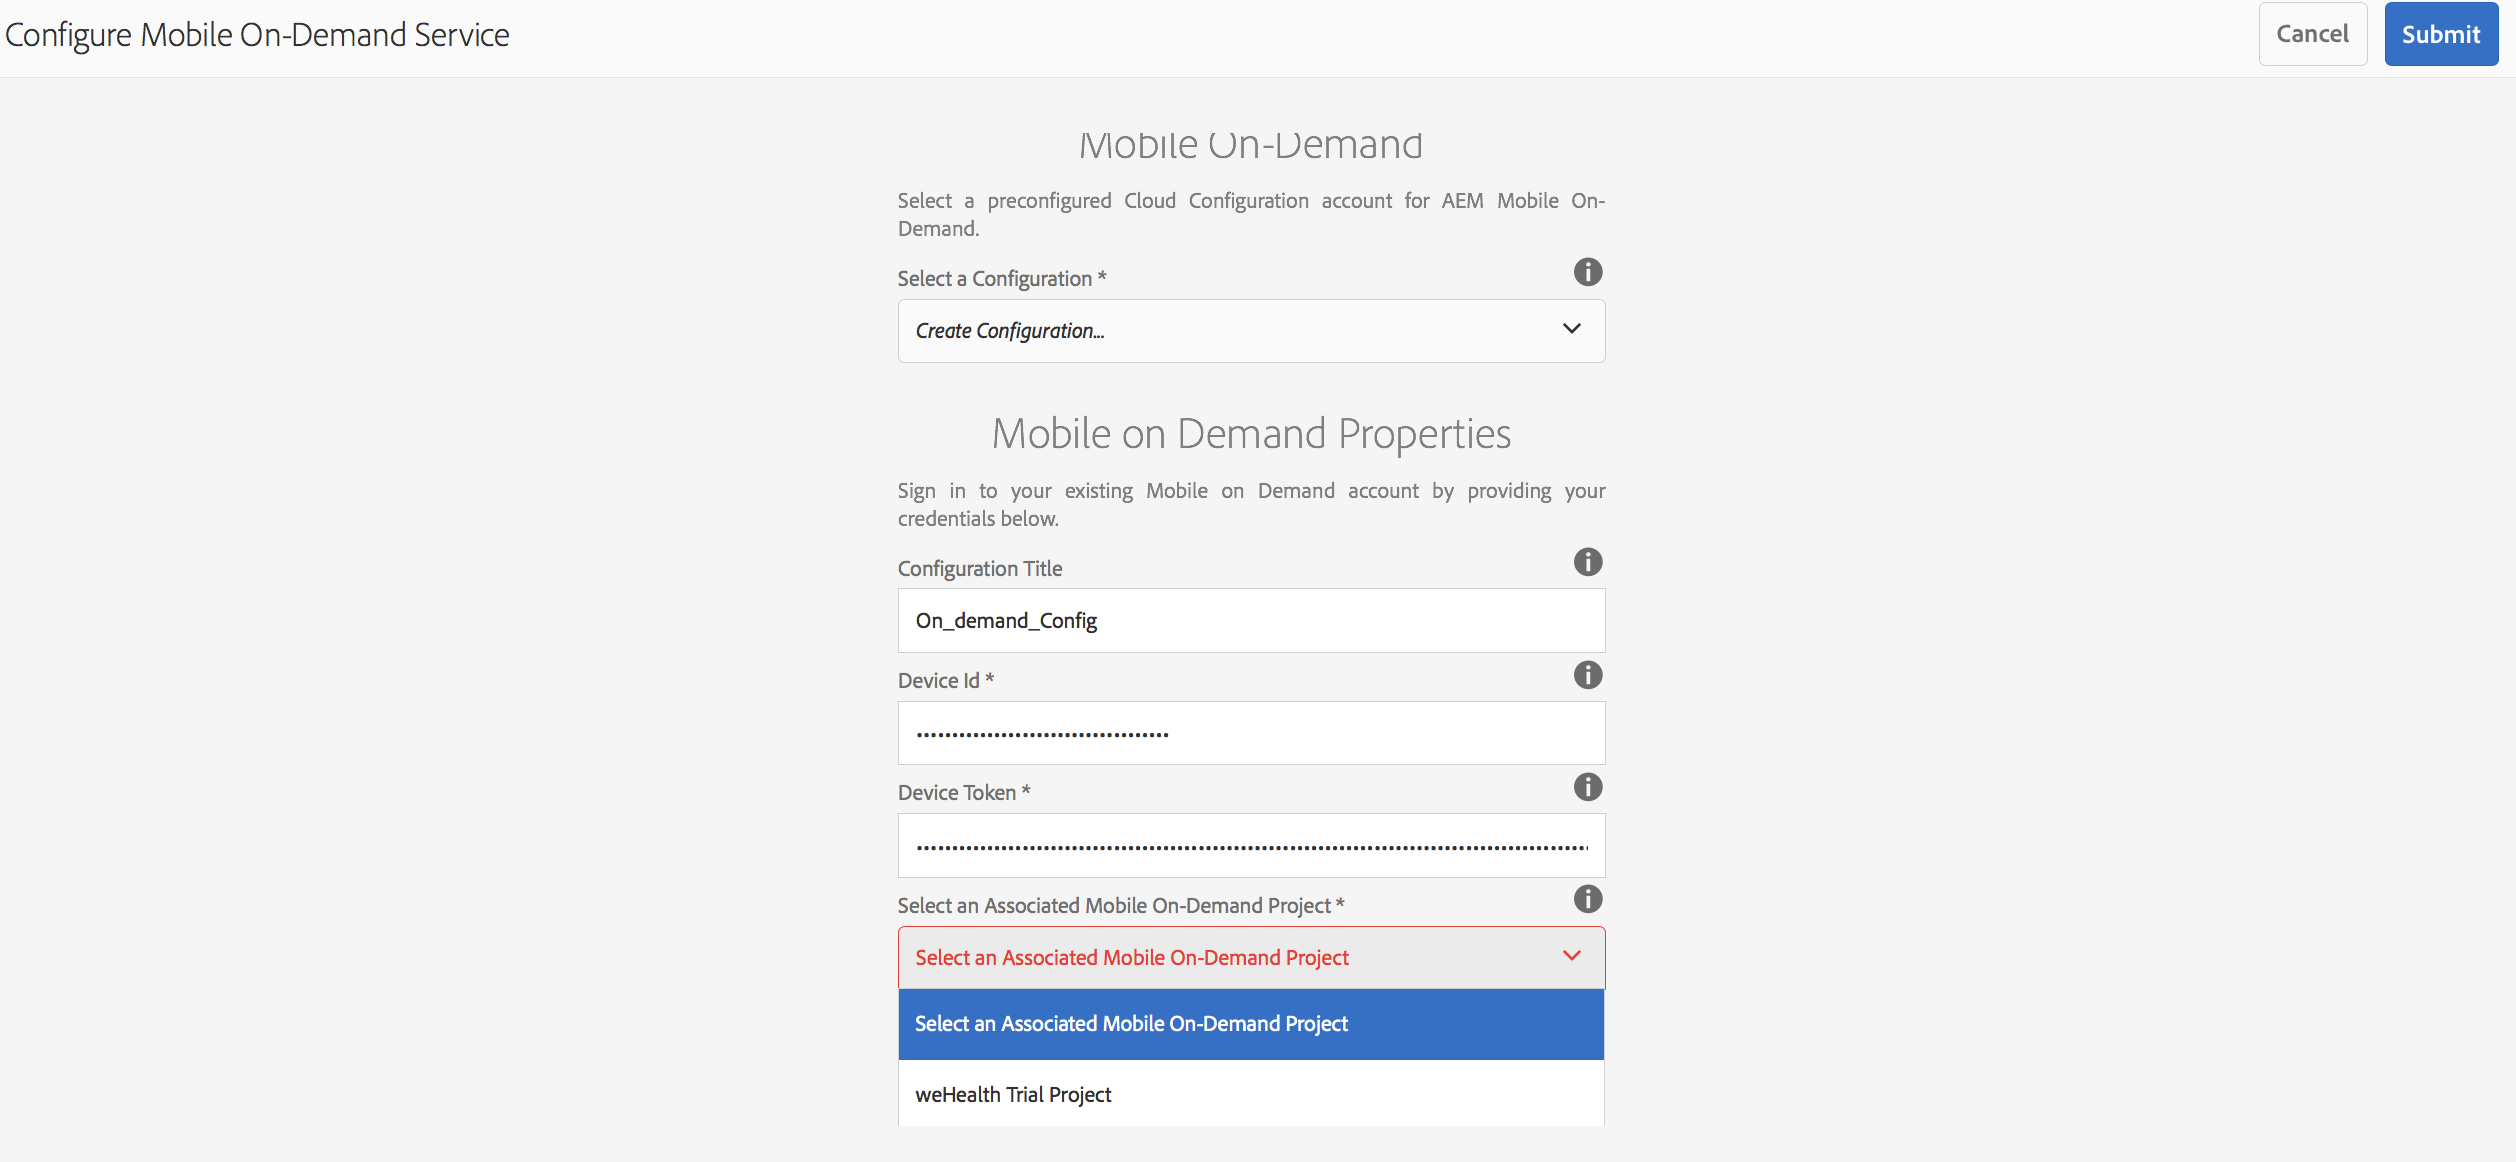 Configure Mobile On-Demand Service
Cancel
Submit
Mobile On-Demand
Select a preconfigured Cloud Configuration account for AEM Mobile On-
Demand.
Select a Configuration *
Create Configuration...
Mobile on Demand Properties
Sign in to your existing Mobile on Demand account by providing your
credentials below.
Configuration Title
On_demand_Config
Device Id *
Device Token *
Select an Associated Mobile On-Demand Project *
Select an Associated Mobile On-Demand Project
Select an Associated Mobile On-Demand Project
weHealth Trial Project